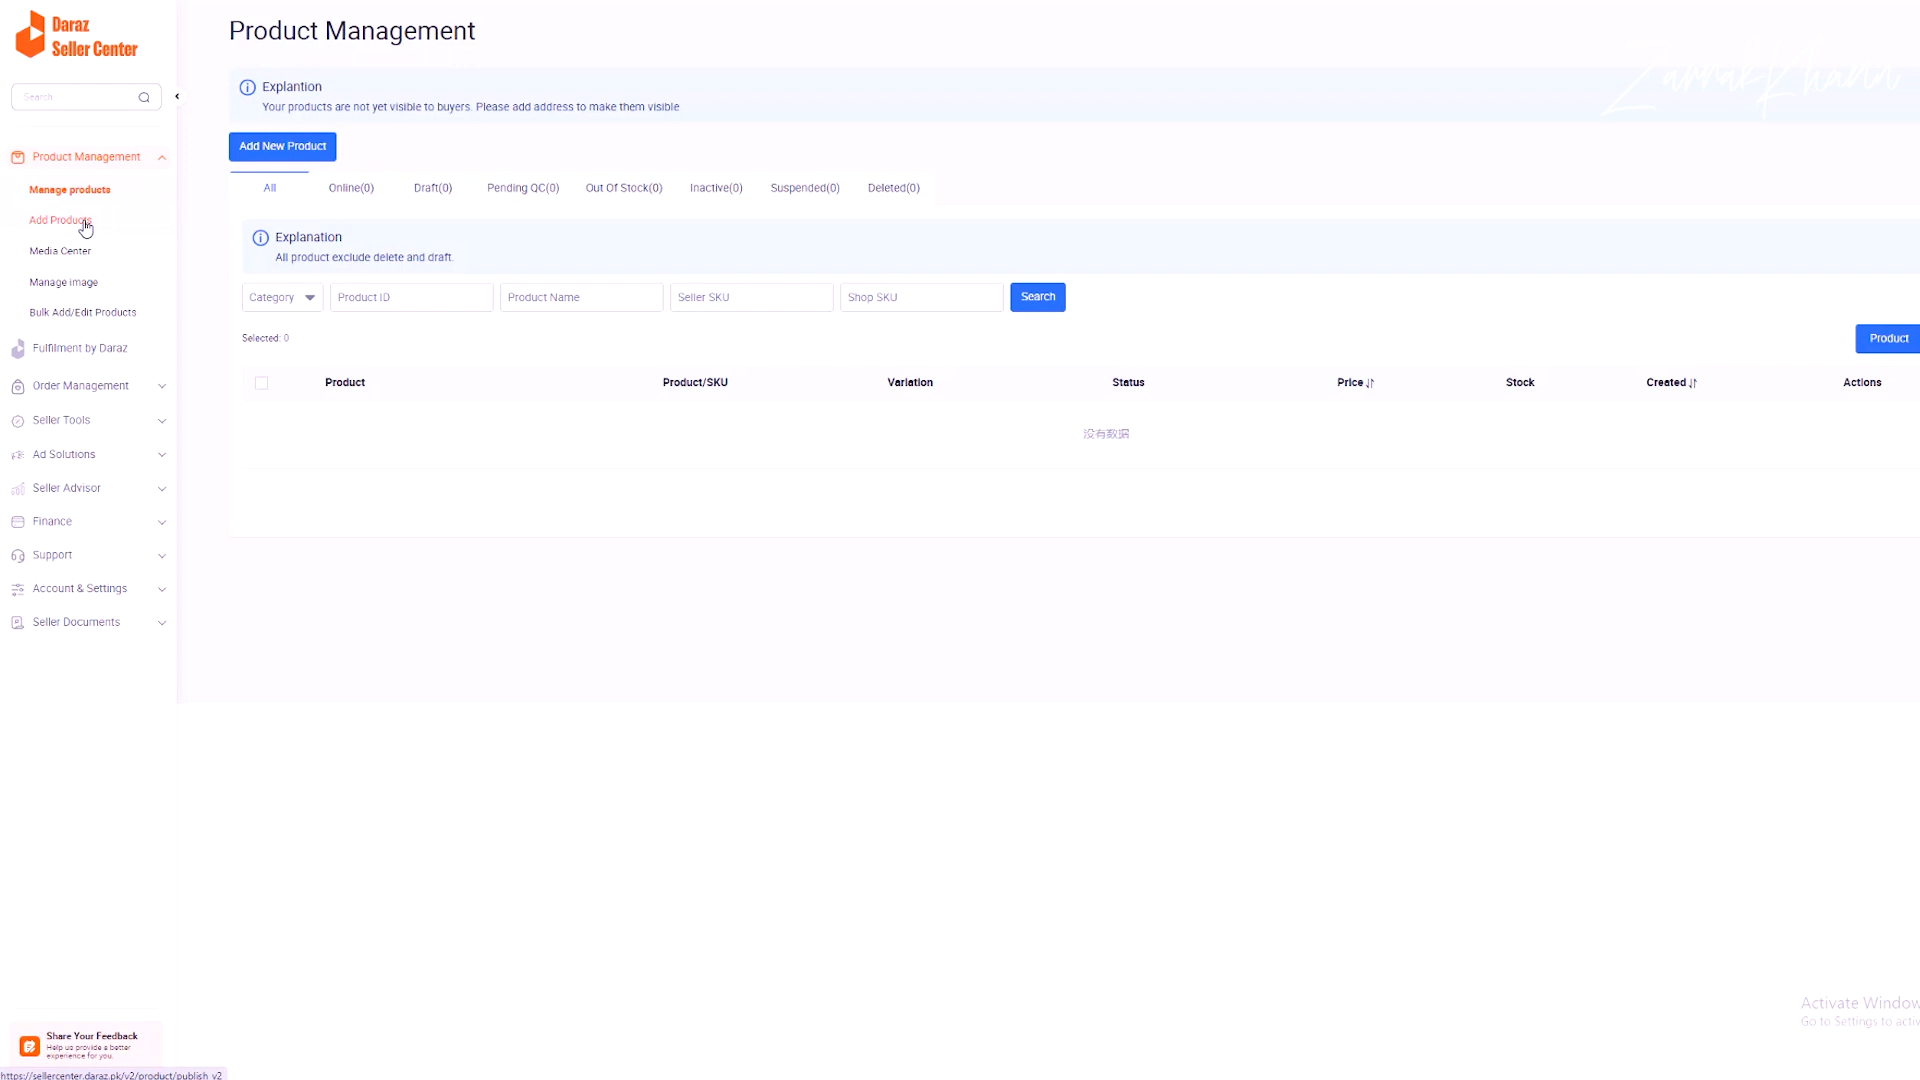 Daraz
Seller Center
Search
Product Management
Manage products
Add Products
Media Center
Manage image
Bulk Add/Edit Products
Fulfilment by Daraz
Order Management
Seller Tools
Ad Solutions
Seller Advisor
Finance
Support
Account & Settings
Seller Documents
Share Your Feedback
Help us provide a better
experience for you.
https://sellercenter.daraz.pk/v2/product/publish_v2
Product Management
Explantion
Your products are not yet visible to buyers. Please add address to make them visible
Add New Product
All Online(0) Draft(0) Pending QC(0) Out Of Stock(0) Inactive(0) Suspended(0) Deleted(0)
Explanation
All product exclude delete and draft.
Category Product ID Product Name Seller SKU Shop SKU Search
Selected: 0
Product
Product Product/SKU Variation Status Price Stock Created Actions
没有数据
Zarrak Khana
Activate Window
Go to Settings to activ